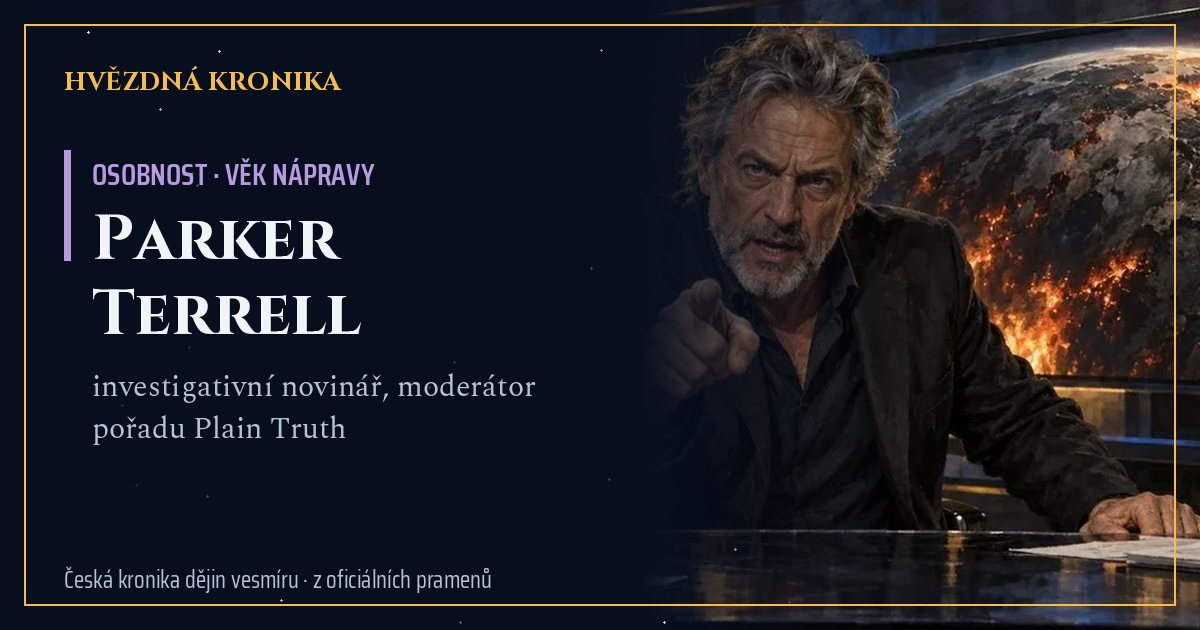 HVĚZDNÁ KRONIKA
OSOBNOST · VĚK NÁPRAVY
PARKER
TERRELL
investigativní novinář, moderátor
pořadu Plain Truth
Česká kronika dějin vesmíru · z oficiálních pramenů